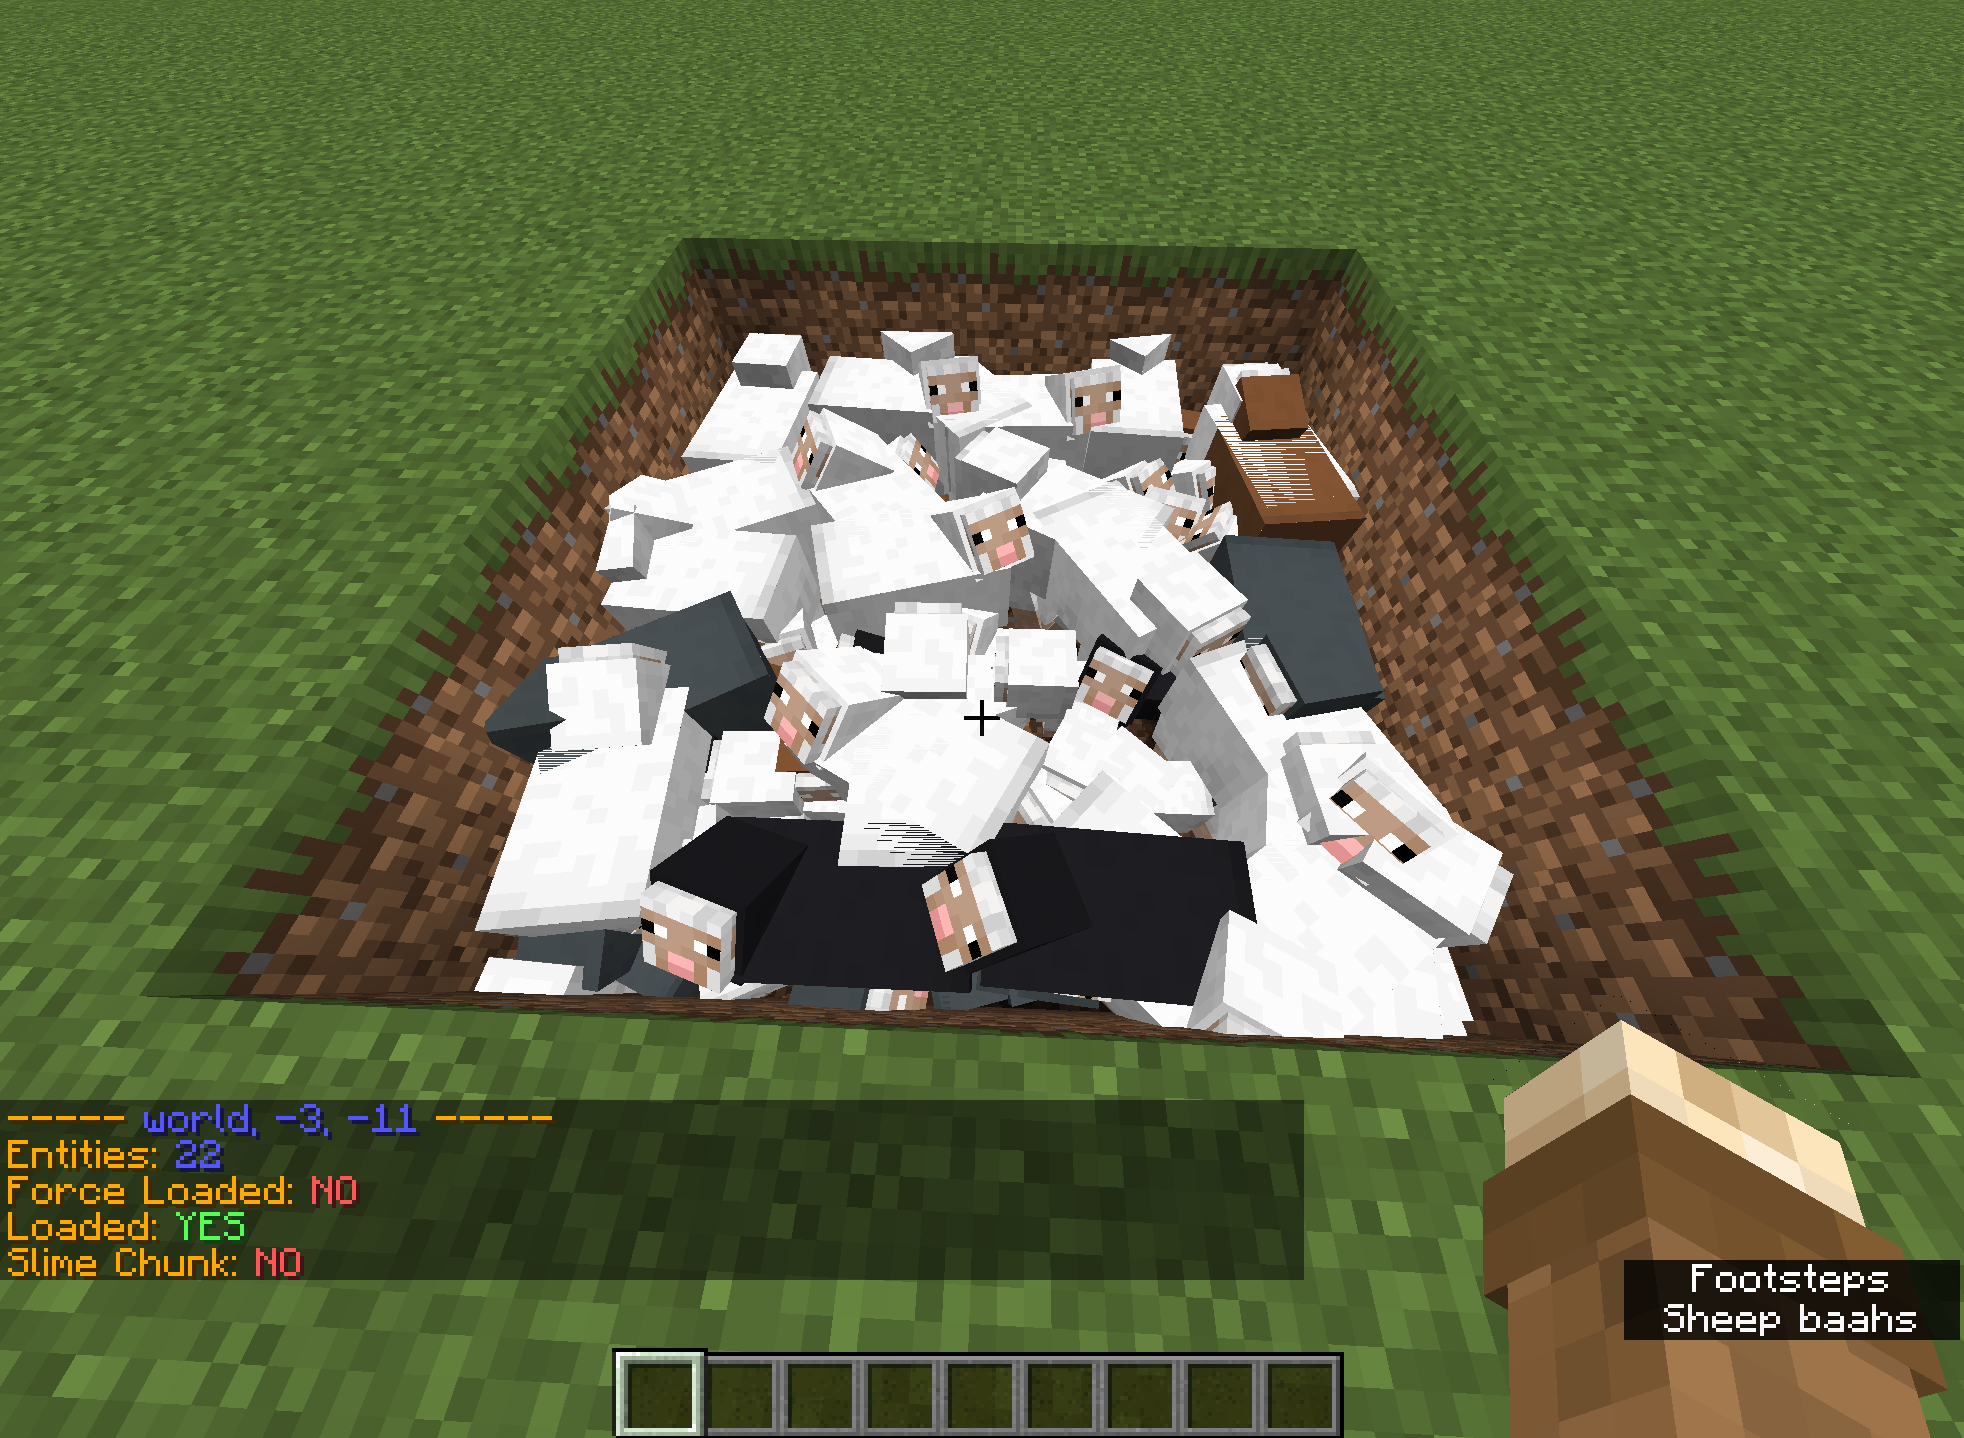 ----- world, -3, -11 -----
Entities: 22
Force Loaded: NO
Loaded: YES
Slime Chunk: NO
Footsteps
Sheep baahs